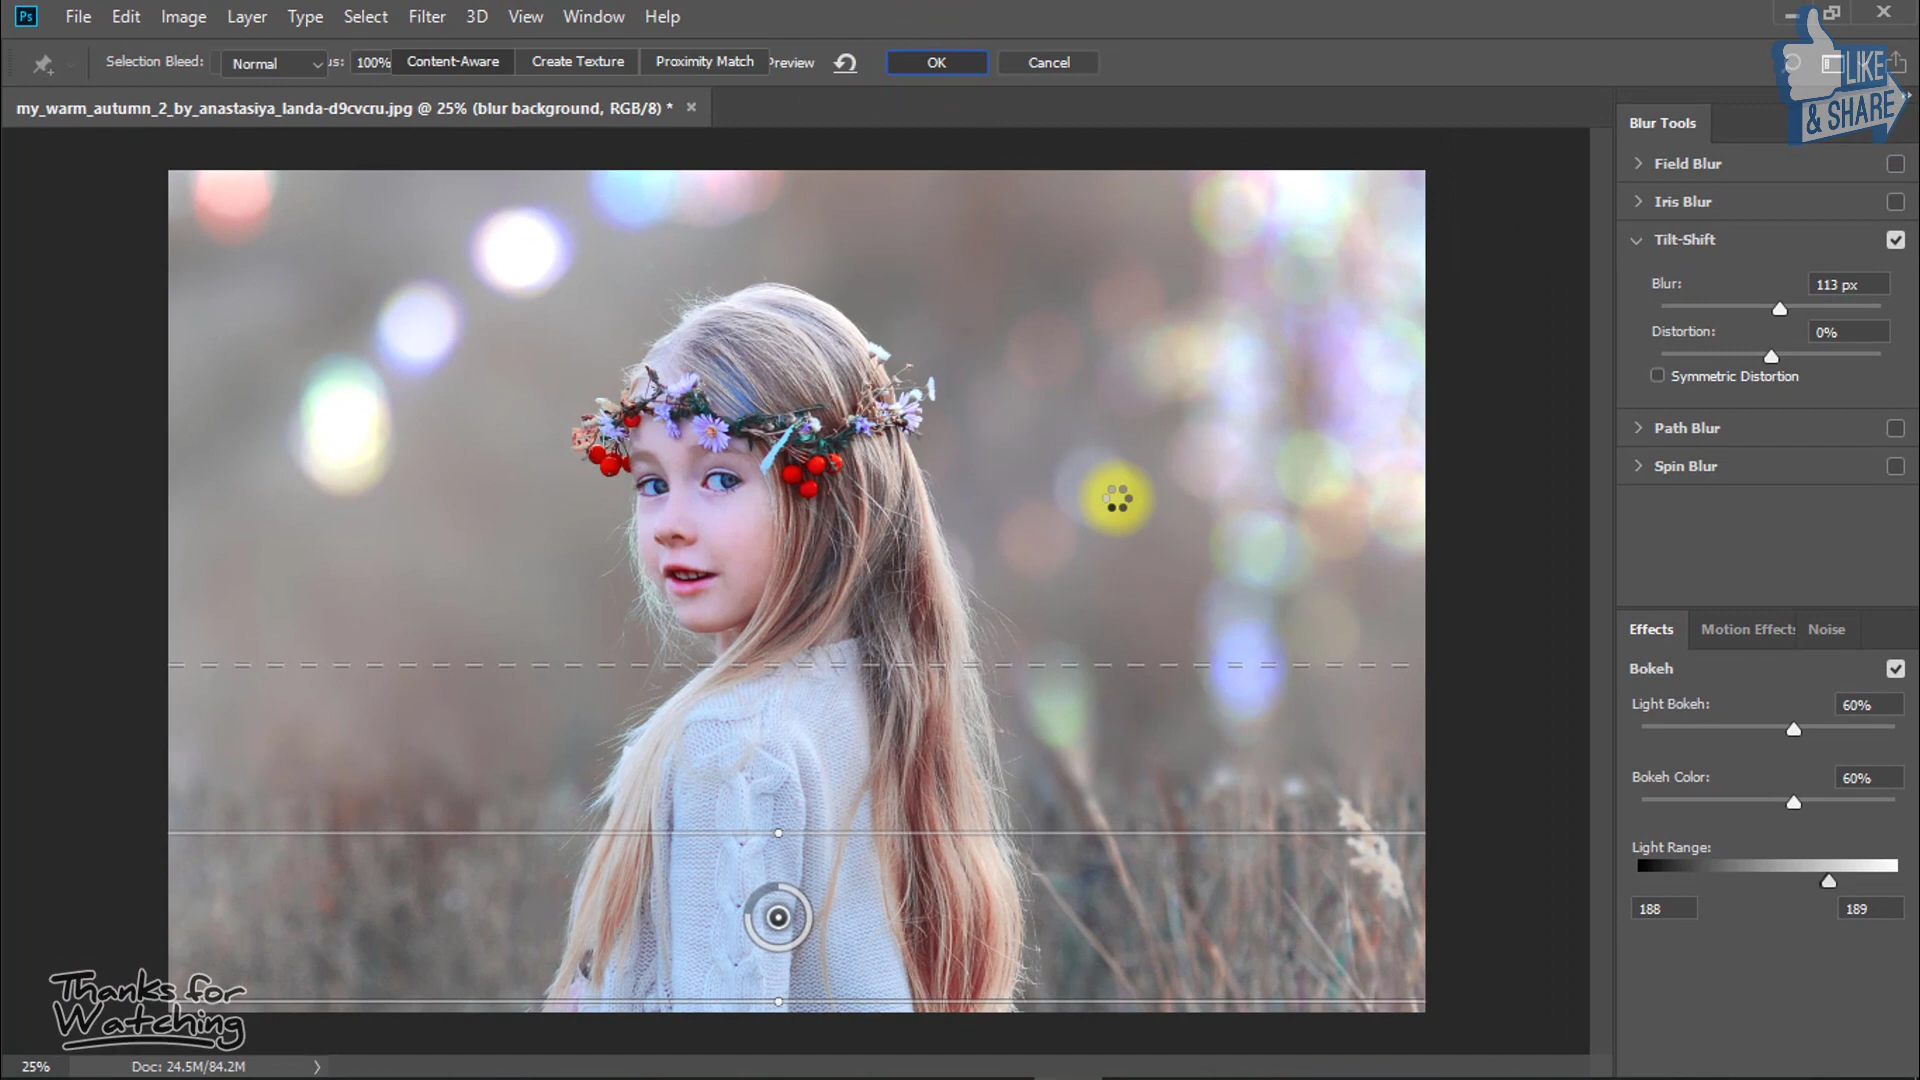 Ps File Edit Image Layer Type Select Filter 3D View Window Help
Selection Bleed: Normal us: 100% Content-Aware Create Texture Proximity Match Preview OK Cancel
LIKE
& SHARE
my_warm_autumn_2_by_anastasiya_landa-d9cvcru.jpg @ 25% (blur background, RGB/8) *
Blur Tools
Field Blur
Iris Blur
Tilt-Shift
Blur: 113 px
Distortion: 0%
Symmetric Distortion
Path Blur
Spin Blur
Effects Motion Effects Noise
Bokeh
Light Bokeh: 60%
Bokeh Color: 60%
Light Range:
188 189
Thanks for
Watching
25% Doc: 24.5M/84.2M